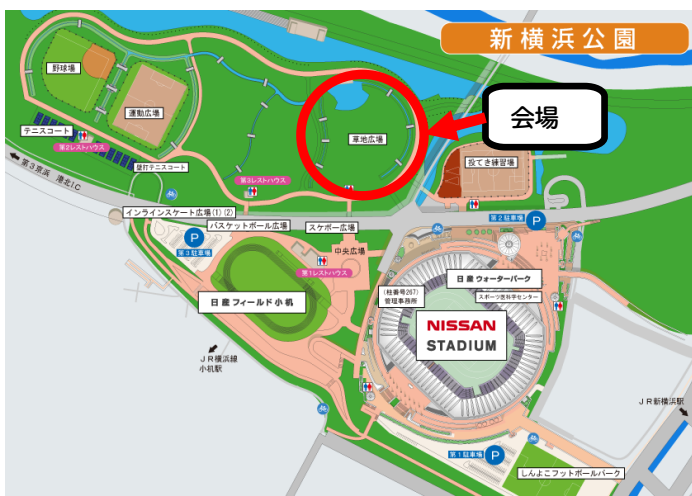 新横浜公園
会場
野球場
運動広場
草地広場
テニスコート
第2レストハウス
壁打テニスコート
投てき練習場
第3京浜 港北IC
第3レストハウス
インラインスケート広場(1)(2)
バスケットボール広場
スケボー広場
第2駐車場
P
P
第3駐車場
中央広場
第1レストハウス
日産ウォーターパーク
スポーツ医科学センター
(柱番号267)
管理事務所
日産フィールド小机
NISSAN
STADIUM
JR横浜線
小机駅
JR新横浜駅
第1駐車場
P
しんよこフットボールパーク